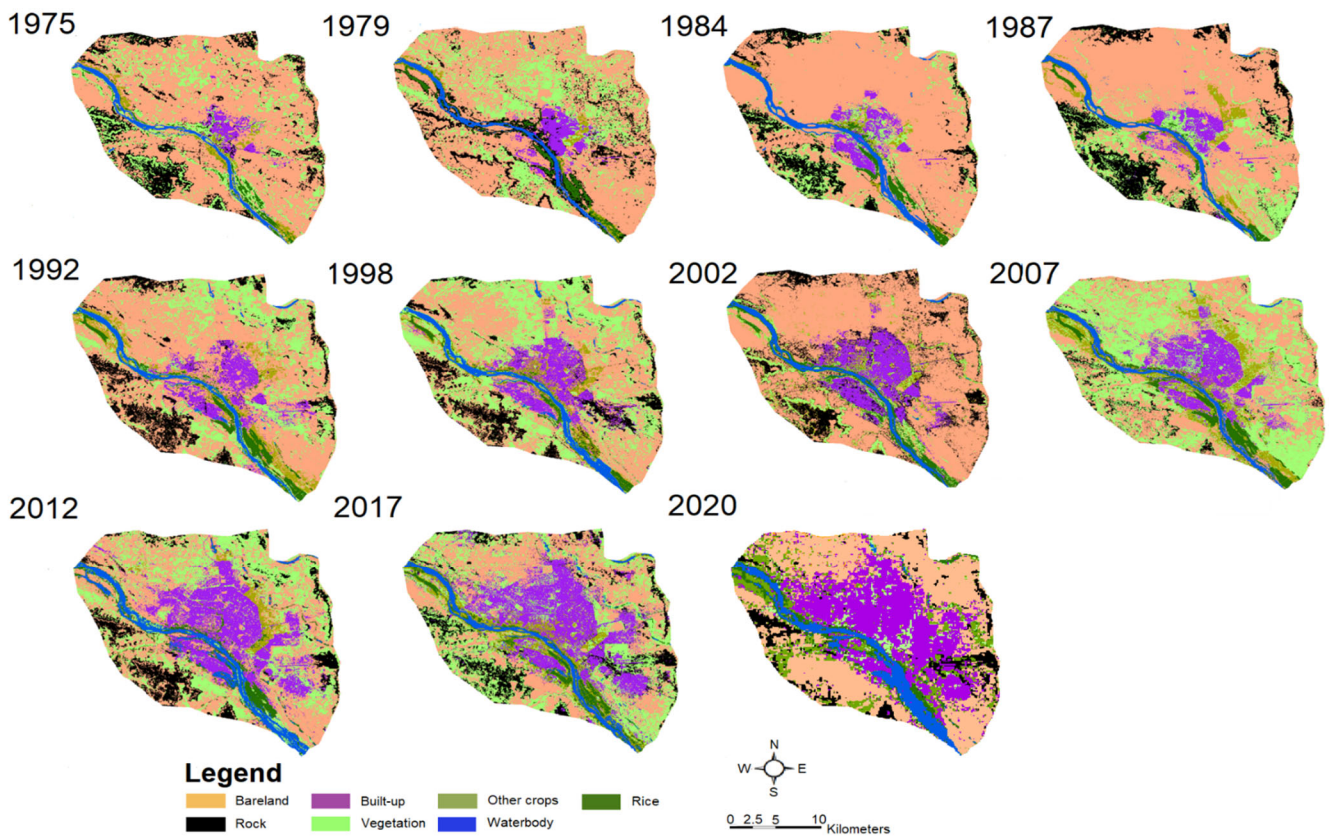 1975 1979 1984 1987
1992 1998 2002 2007
2012 2017 2020
Legend
Bareland Built-up Other crops Rice
Rock Vegetation Waterbody
N
W E
S
0 2.5 5 10
Kilometers